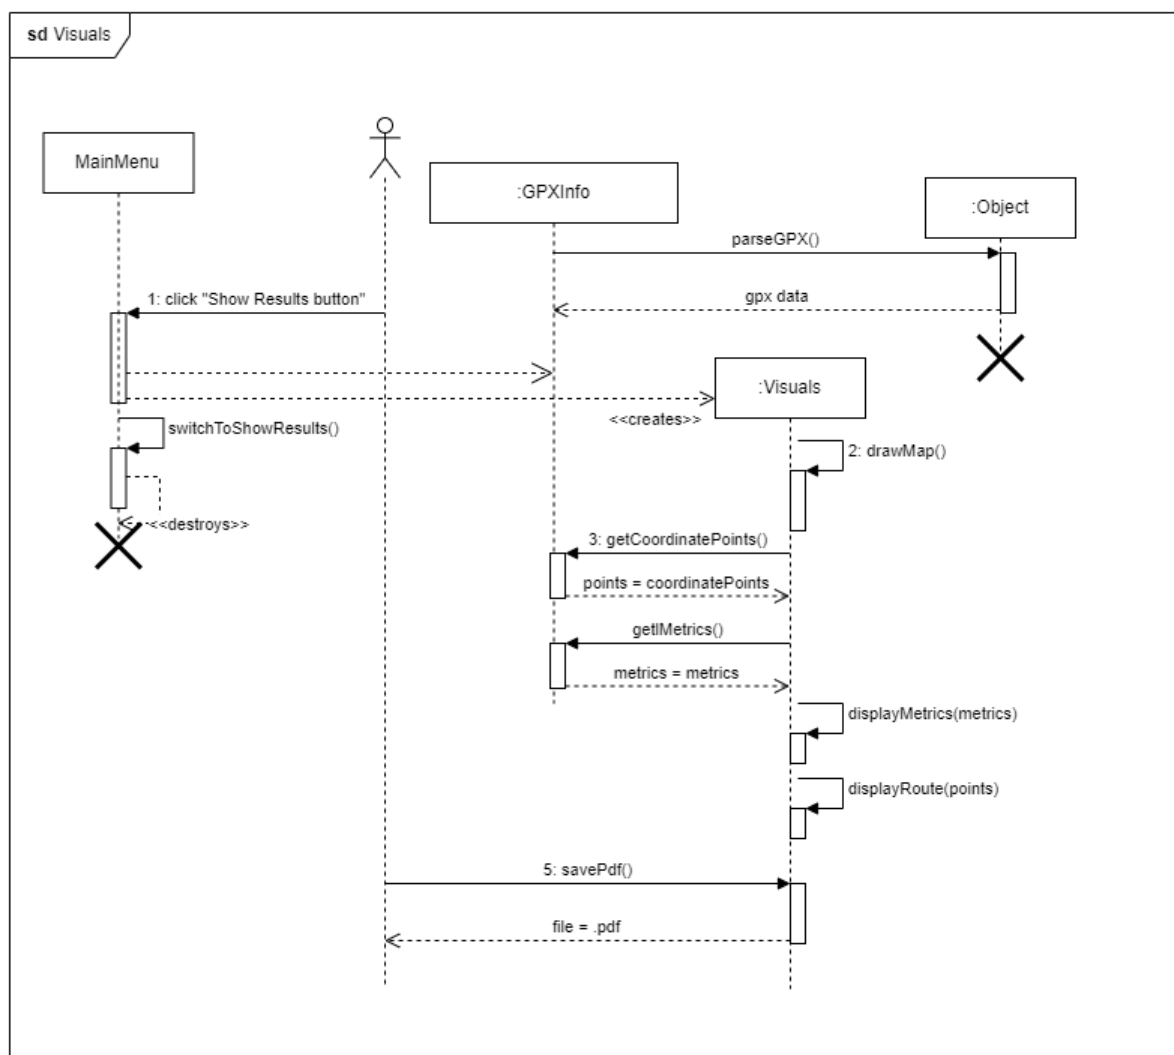 sd Visuals
MainMenu
:GPXInfo
:Object
parseGPX()
1: click "Show Results button"
gpx data
:Visuals
<<creates>>
switchToShowResults()
2: drawMap()
<<destroys>>
3: getCoordinatePoints()
points = coordinatePoints
getIMetrics()
metrics = metrics
displayMetrics(metrics)
displayRoute(points)
5: savePdf()
file = .pdf